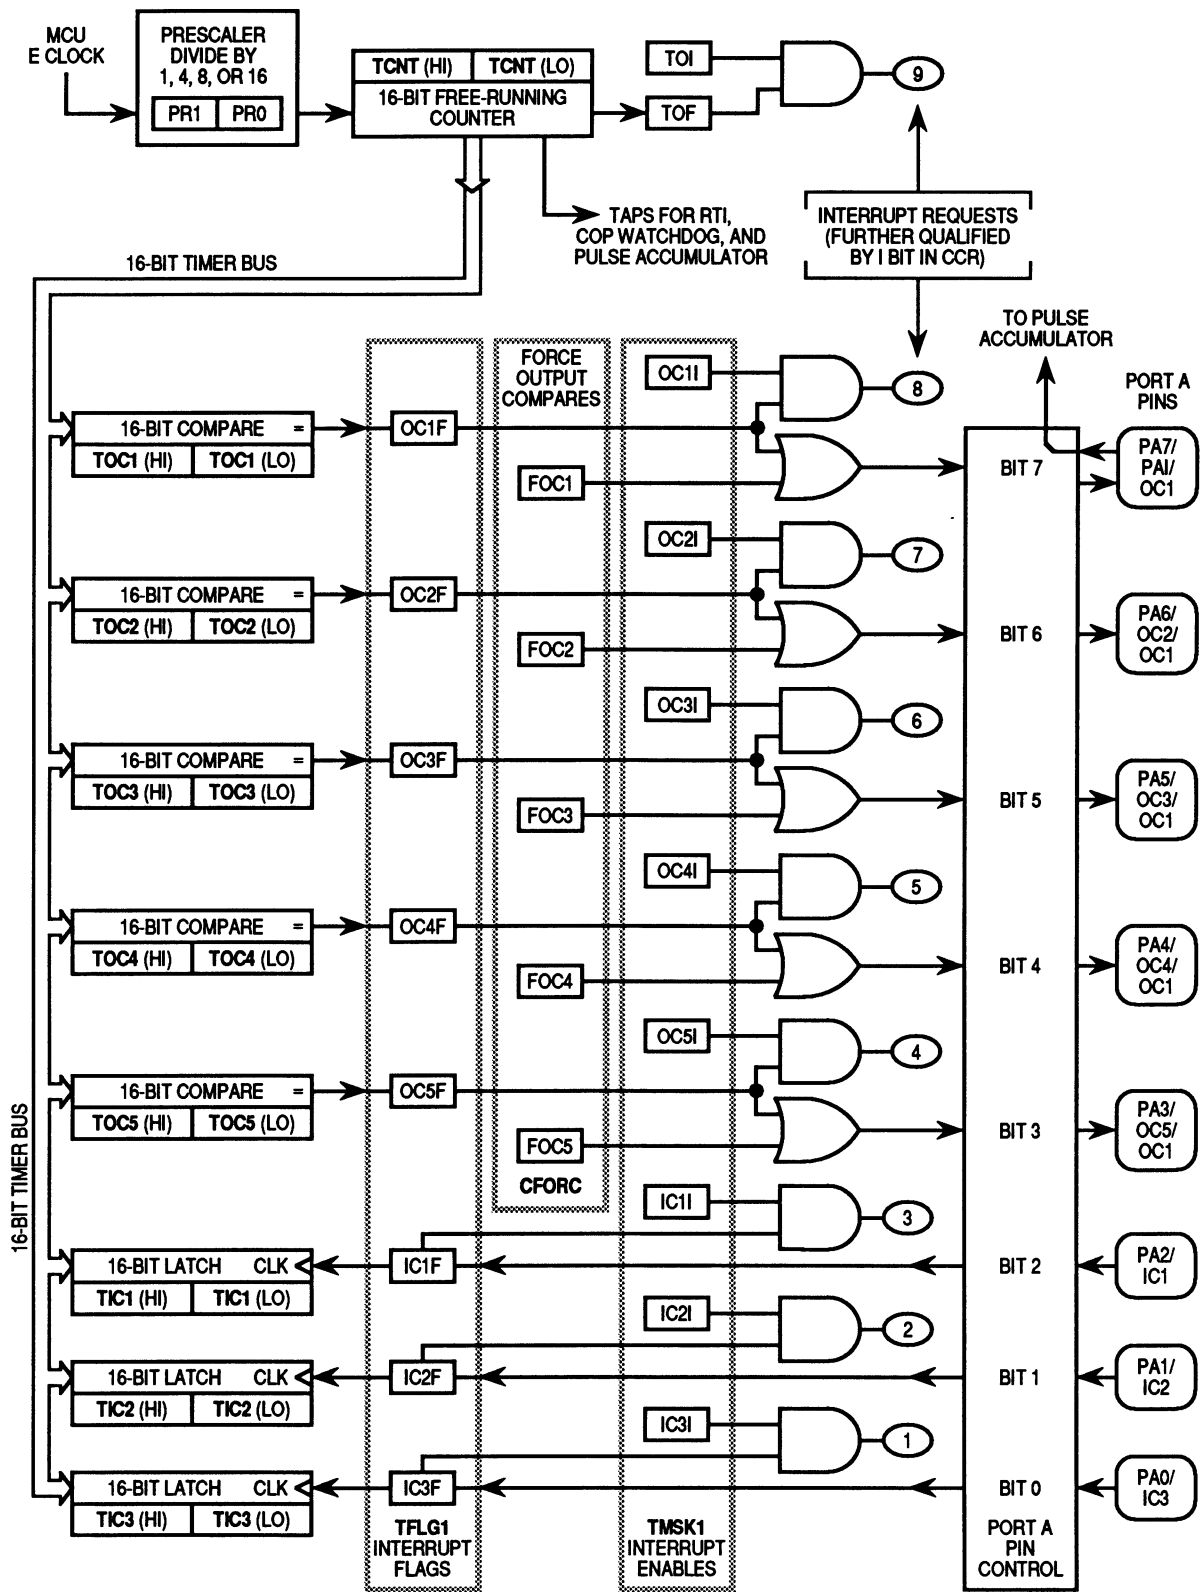 MCU
E CLOCK
PRESCALER
DIVIDE BY
1, 4, 8, OR 16
PR1 PR0
TCNT (HI) TCNT (LO)
16-BIT FREE-RUNNING
COUNTER
TOI
TOF
9
TAPS FOR RTI,
COP WATCHDOG, AND
PULSE ACCUMULATOR
INTERRUPT REQUESTS
(FURTHER QUALIFIED
BY I BIT IN CCR)
16-BIT TIMER BUS
TO PULSE
ACCUMULATOR
PORT A
PINS
FORCE
OUTPUT
COMPARES
OC1I
8
16-BIT COMPARE =
TOC1 (HI) TOC1 (LO)
OC1F
FOC1
BIT 7
PA7/
PAI/
OC1
OC2I
7
16-BIT COMPARE =
TOC2 (HI) TOC2 (LO)
OC2F
FOC2
BIT 6
PA6/
OC2/
OC1
OC3I
6
16-BIT COMPARE =
TOC3 (HI) TOC3 (LO)
OC3F
FOC3
BIT 5
PA5/
OC3/
OC1
OC4I
5
16-BIT COMPARE =
TOC4 (HI) TOC4 (LO)
OC4F
FOC4
BIT 4
PA4/
OC4/
OC1
OC5I
4
16-BIT COMPARE =
TOC5 (HI) TOC5 (LO)
OC5F
FOC5
CFORC
BIT 3
PA3/
OC5/
OC1
16-BIT TIMER BUS
IC1I
3
16-BIT LATCH CLK
TIC1 (HI) TIC1 (LO)
IC1F
BIT 2
PA2/
IC1
IC2I
2
16-BIT LATCH CLK
TIC2 (HI) TIC2 (LO)
IC2F
BIT 1
PA1/
IC2
IC3I
1
16-BIT LATCH CLK
TIC3 (HI) TIC3 (LO)
IC3F
BIT 0
PA0/
IC3
TFLG1
INTERRUPT
FLAGS
TMSK1
INTERRUPT
ENABLES
PORT A
PIN
CONTROL